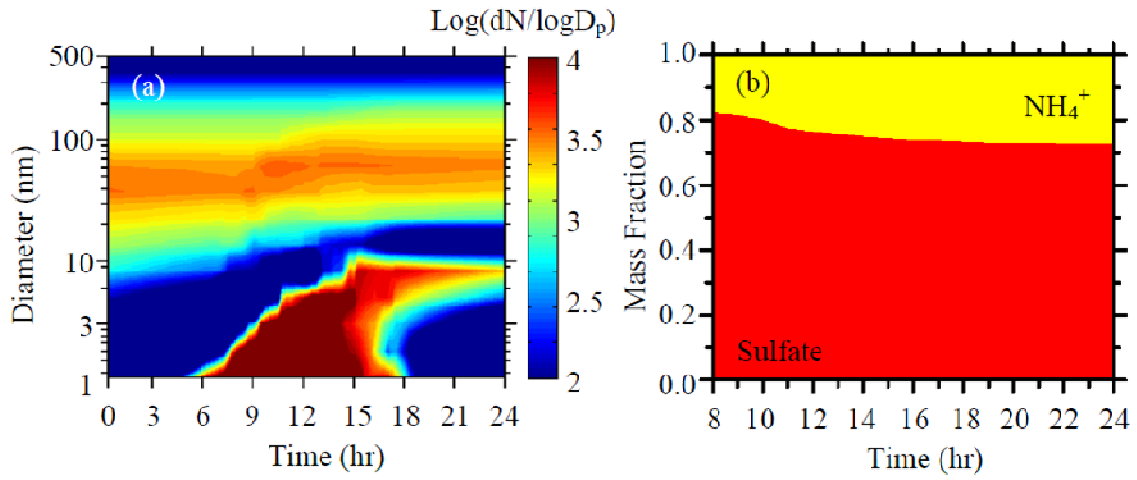 Log(dN/logDp)
(a)
Diameter (nm)
500
100
10
3
1
0 3 6 9 12 15 18 21 24
Time (hr)
4
3.5
3
2.5
2
(b)
NH4+
Sulfate
Mass Fraction
1.0
0.8
0.6
0.4
0.2
0.0
8 10 12 14 16 18 20 22 24
Time (hr)